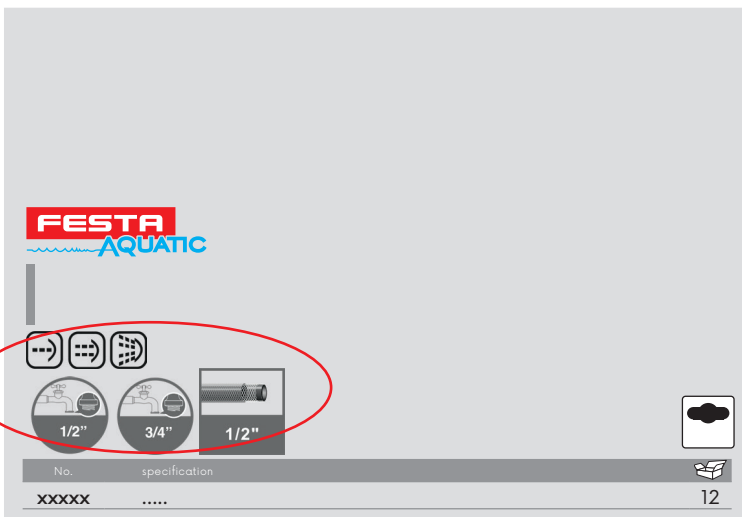 FESTA
AQUATIC
1/2” 3/4” 1/2"
No. specification
xxxxx ..... 12